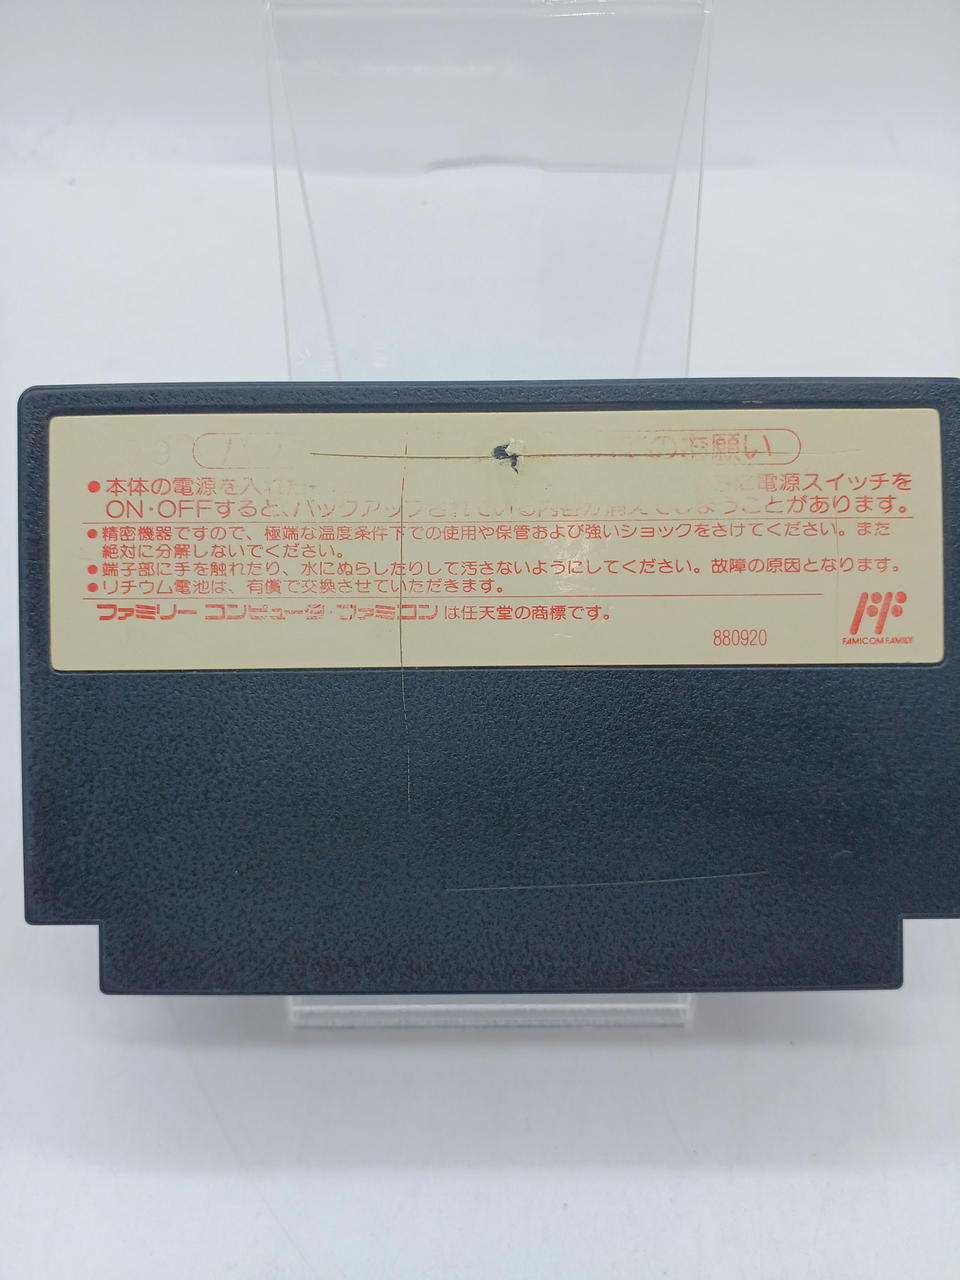 の お願い
●本体の電源を入れた に電源スイッチを
ON・OFFすると、バックアップされている内容が消えてしまうことがあります。
●精密機器ですので、極端な温度条件下での使用や保管および強いショックをさけてください。また
絶対に分解しないでください。
●端子部に手を触れたり、水にぬらしたりして汚さないようにしてください。故障の原因となります。
●リチウム電池は、有償で交換させていただきます。
ファミリー コンピュータ・ファミコン は任天堂の商標です。
880920
FAMICOM FAMILY